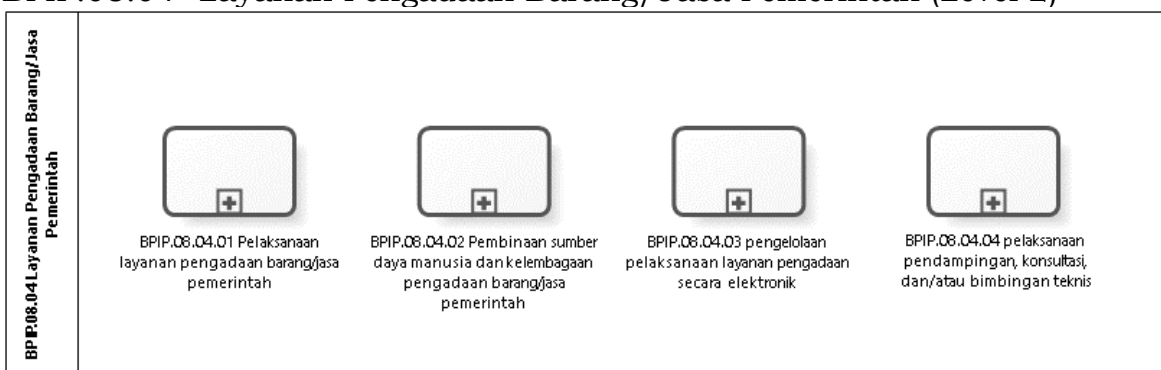 BPIP.08.04 Layanan Pengadaan Barang/Jasa Pemerintah (Level 2)
BPIP.08.04 Layanan Pengadaan Barang/Jasa
Pemerintah
BPIP.08.04.01 Pelaksanaan
layanan pengadaan barang/jasa
pemerintah
BPIP.08.04.02 Pembinaan sumber
daya manusia dan kelembagaan
pengadaan barang/jasa
pemerintah
BPIP.08.04.03 pengelolaan
pelaksanaan layanan pengadaan
secara elektronik
BPIP.08.04.04 pelaksanaan
pendampingan, konsultasi,
dan/atau bimbingan teknis